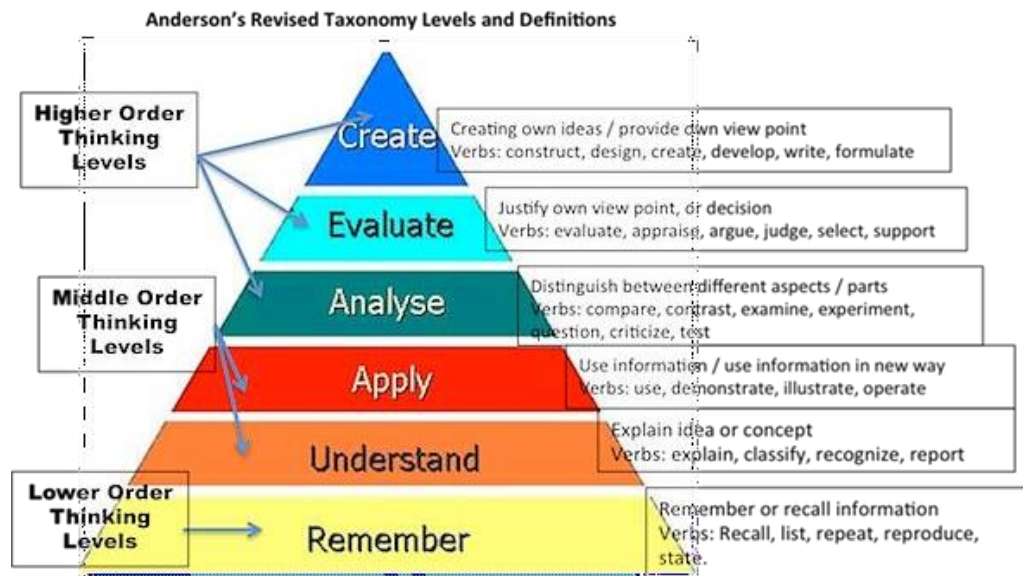 Anderson's Revised Taxonomy Levels and Definitions
Higher Order
Thinking
Levels
Create
Creating own ideas / provide own view point
Verbs: construct, design, create, develop, write, formulate
Evaluate
Justify own view point, or decision
Verbs: evaluate, appraise, argue, judge, select, support
Middle Order
Thinking
Levels
Analyse
Distinguish between different aspects / parts
Verbs: compare, contrast, examine, experiment,
question, criticize, test
Apply
Use information / use information in new way
Verbs: use, demonstrate, illustrate, operate
Understand
Explain idea or concept
Verbs: explain, classify, recognize, report
Lower Order
Thinking
Levels
Remember
Remember or recall information
Verbs: Recall, list, repeat, reproduce,
state.